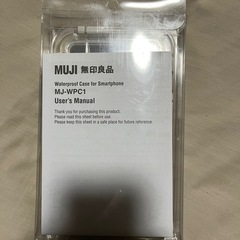 MUJI 無印良品
Waterproof Case for Smartphone
MJ-WPC1
User's Manual
Thank you for purchasing this product.
Please read this sheet before use.
Please keep this sheet in a safe place for future reference.